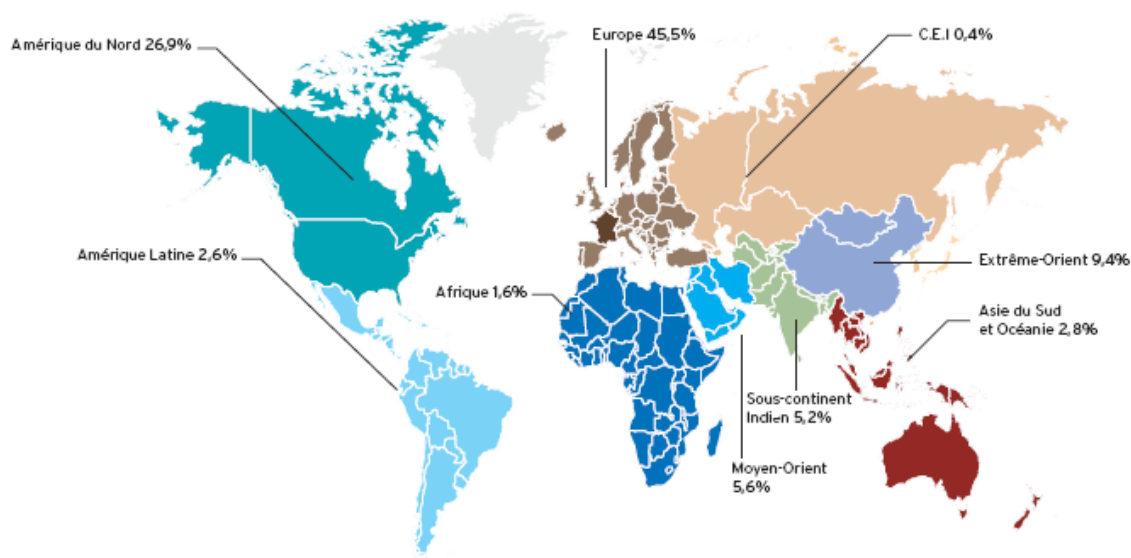 Amérique du Nord 26,9%
Europe 45,5%
C.E.I 0,4%
Amérique Latine 2,6%
Afrique 1,6%
Extrême-Orient 9,4%
Asie du Sud
et Océanie 2,8%
Sous-continent
Indien 5,2%
Moyen-Orient
5,6%